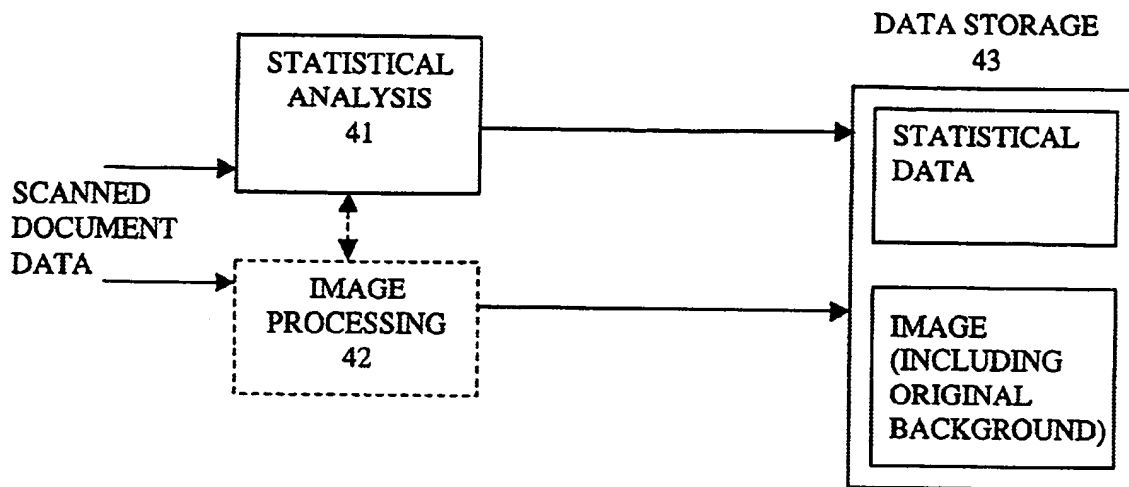 DATA STORAGE
43
STATISTICAL
ANALYSIS
41
STATISTICAL
DATA
SCANNED
DOCUMENT
DATA
IMAGE
PROCESSING
42
IMAGE
(INCLUDING
ORIGINAL
BACKGROUND)